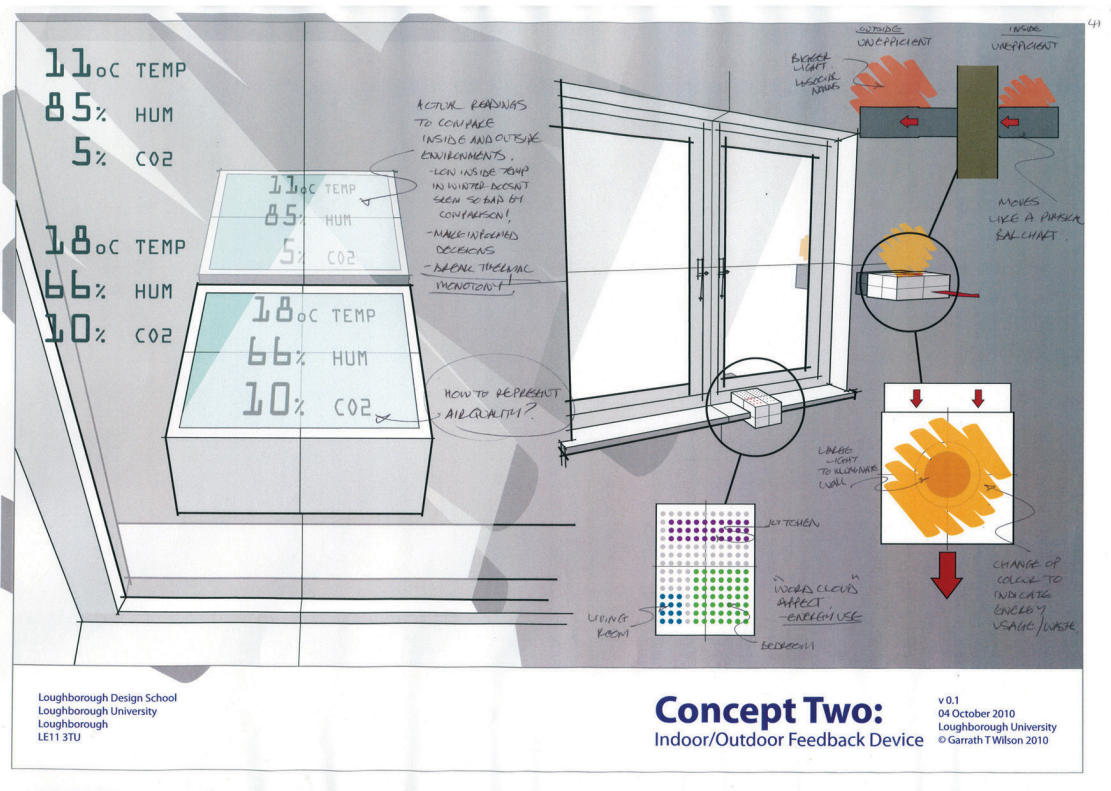 11oC TEMP
85% HUM
5% CO2
18oC TEMP
66% HUM
10% CO2
11oC TEMP
85% HUM
5% CO2
18oC TEMP
66% HUM
10% CO2
ACTUAL READINGS
TO COMPARE
INSIDE AND OUTSIDE
ENVIRONMENTS.
-LOW INSIDE TEMP
IN WINTER DOESN'T
SEEM SO BAD BY
COMPARISON!
-MAKE INFORMED
DECISIONS
-BREAK THERMAL
MONOTONY!
HOW TO REPRESENT
AIR QUALITY?
OUTSIDE
UNEFFICIENT
INSIDE
UNEFFICIENT
41
BIGGER
LIGHT.
SOCIAL
NORMS
MOVES
LIKE A PHYSICAL
BAR CHART.
LARGE
LIGHT
TO ILLUMINATE
WALL
CHANGE OF
COLOUR TO
INDICATE
ENERGY
USAGE/WASTE.
KITCHEN
"WORD CLOUD"
AFFECT.
-ENERGY USE
LIVING
ROOM
BEDROOM
Loughborough Design School
Loughborough University
Loughborough
LE11 3TU
Concept Two:
Indoor/Outdoor Feedback Device
v 0.1
04 October 2010
Loughborough University
© Garrath T Wilson 2010